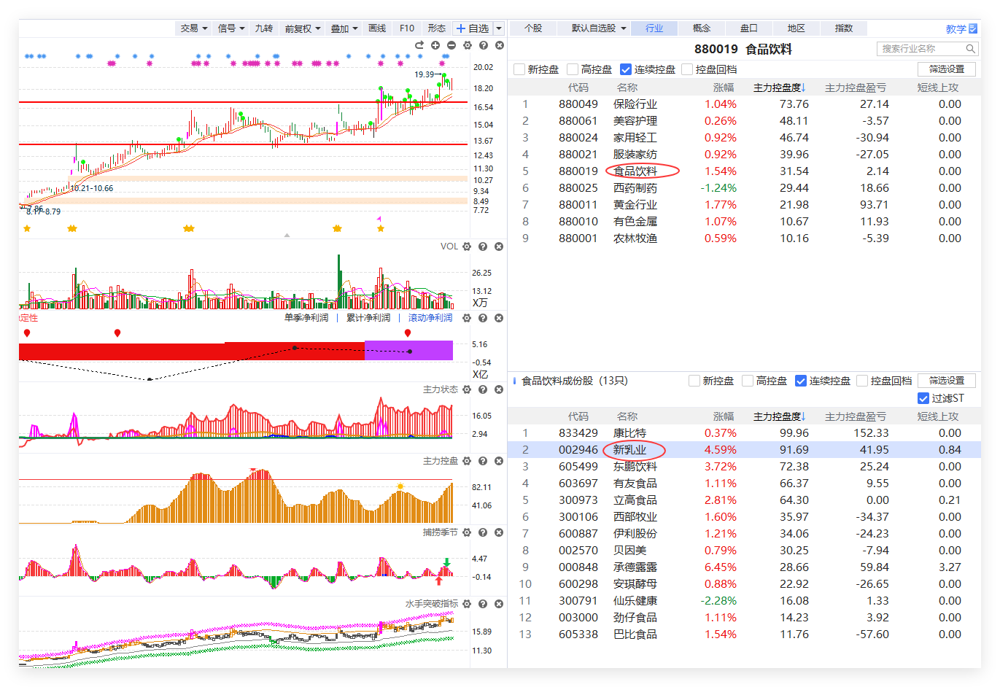 交易 信号 九转 前复权 叠加 画线 F10 形态 自选
个股 默认自选股 行业 概念 盘口 地区 指数 教学
880019 食品饮料
搜索行业名称
新控盘 高控盘 连续控盘 控盘回档 筛选设置
代码 名称 涨幅 主力控盘度↓ 主力控盘盈亏 短线上攻
1 880049 保险行业 1.04% 73.76 27.14 0.00
2 880061 美容护理 0.26% 48.11 -3.57 0.00
3 880024 家用轻工 0.92% 46.74 -30.94 0.00
4 880021 服装家纺 0.92% 39.96 -27.05 0.00
5 880019 食品饮料 1.54% 31.54 2.14 0.00
6 880025 西药制药 -1.24% 29.44 18.66 0.00
7 880011 黄金行业 1.77% 21.98 93.71 0.00
8 880010 有色金属 1.07% 10.67 11.93 0.00
9 880001 农林牧渔 0.59% 10.16 -5.39 0.00
食品饮料成份股 (13只) 新控盘 高控盘 连续控盘 控盘回档 筛选设置
过滤ST
代码 名称 涨幅 主力控盘度↓ 主力控盘盈亏 短线上攻
1 833429 康比特 0.37% 99.96 152.33 0.00
2 002946 新乳业 4.59% 91.69 41.95 0.84
3 605499 东鹏饮料 3.72% 72.38 25.24 0.00
4 603697 有友食品 1.11% 66.37 9.55 0.00
5 300973 立高食品 2.81% 64.30 0.00 0.21
6 300106 西部牧业 1.60% 35.97 -34.37 0.00
7 600887 伊利股份 1.21% 34.06 -24.23 0.00
8 002570 贝因美 0.79% 30.25 -7.94 0.00
9 000848 承德露露 6.45% 28.66 59.84 3.27
10 600298 安琪酵母 0.88% 22.92 -26.65 0.00
11 300791 仙乐健康 -2.28% 16.08 1.33 0.00
12 003000 劲仔食品 1.11% 14.23 3.92 0.00
13 605338 巴比食品 1.54% 11.76 -57.60 0.00
20.02
19.39
18.20
16.54
15.04
13.67
12.43
11.30
10.27
10.21-10.66
9.34
8.49
7.86
7.72
8.17-8.79
VOL
26.25
13.12
X万
定性 单季净利润 | 累计净利润 | 滚动净利润
5.16
-0.54
X亿
主力状态
16.05
2.94
主力控盘
82.11
41.06
捕捞季节
4.47
-0.14
水手突破指标
15.89
11.30